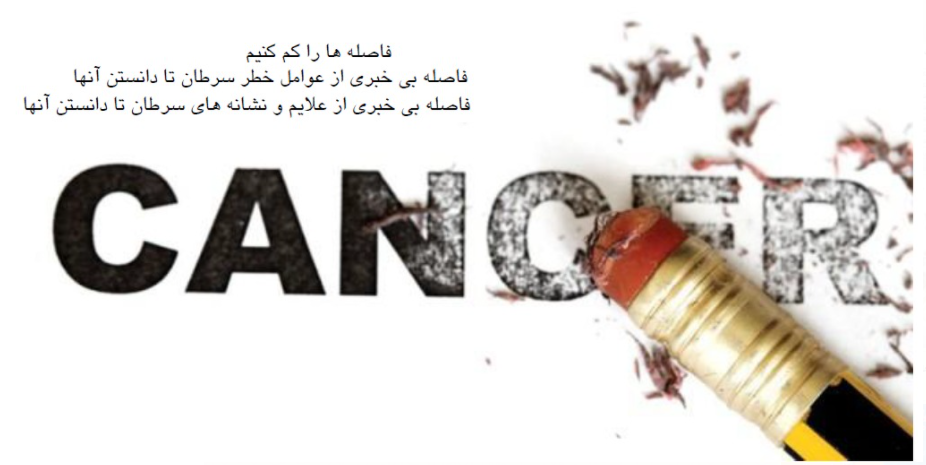 فاصله ها را کم کنیم
فاصله بی خبری از عوامل خطر سرطان تا دانستن آنها
فاصله بی خبری از علایم و نشانه های سرطان تا دانستن آنها
CANCER